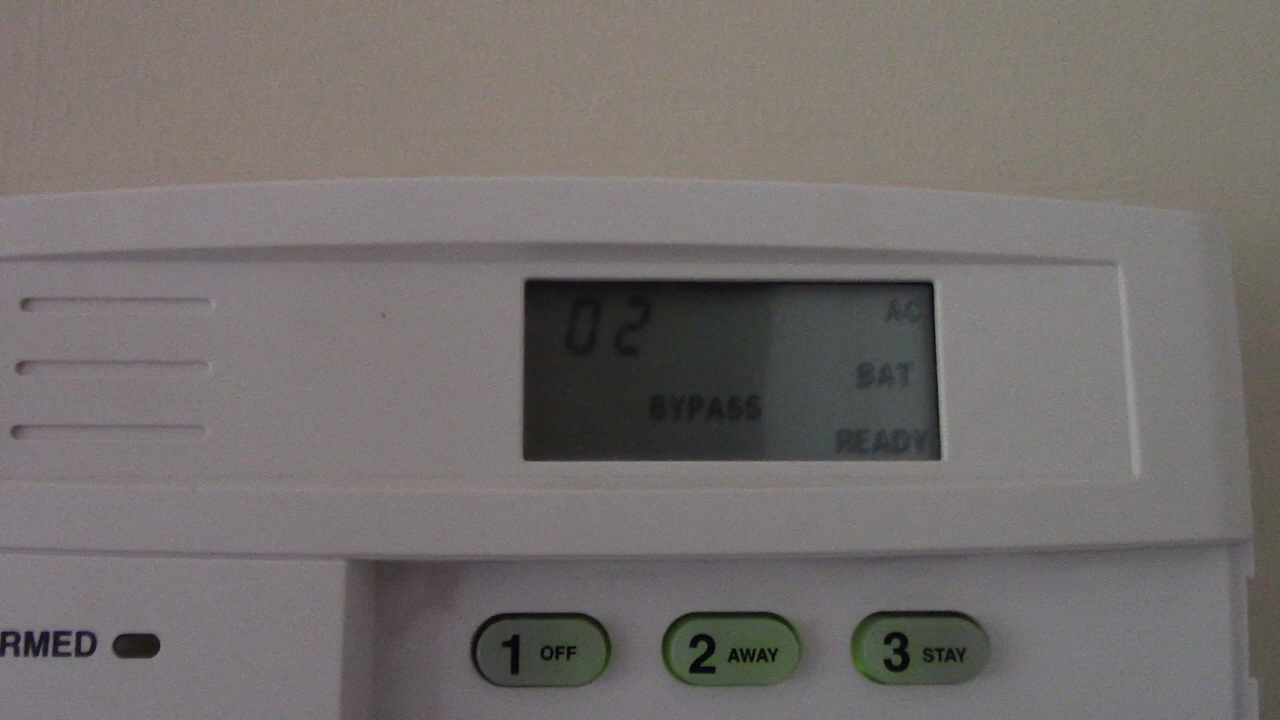 02
AC
BAT
BYPASS
READY
RMED
1 OFF
2 AWAY
3 STAY